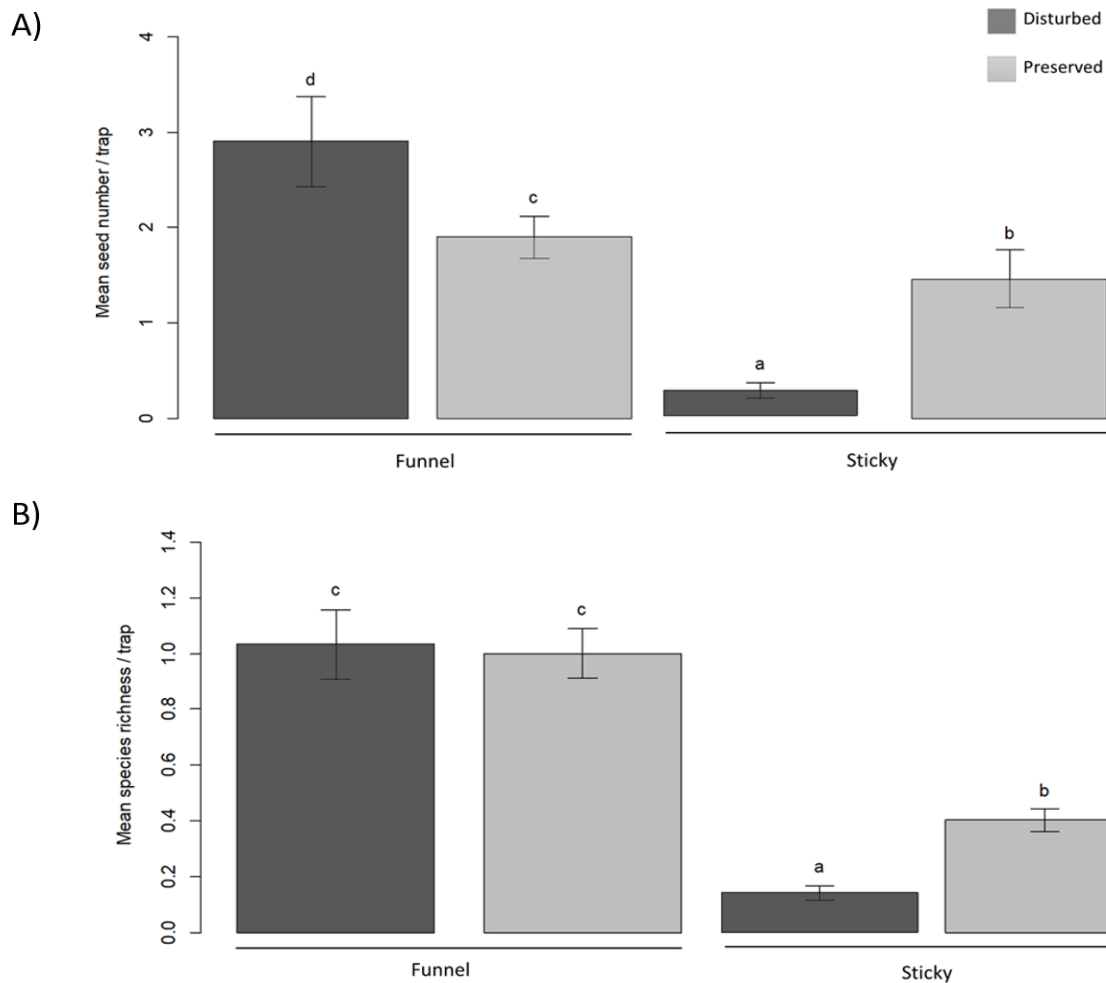 A)
Disturbed
Preserved
Mean seed number / trap
4
3
2
1
0
d
c
a
b
Funnel
Sticky
B)
Mean species richness / trap
1.4
1.2
1.0
0.8
0.6
0.4
0.2
0.0
c
c
a
b
Funnel
Sticky